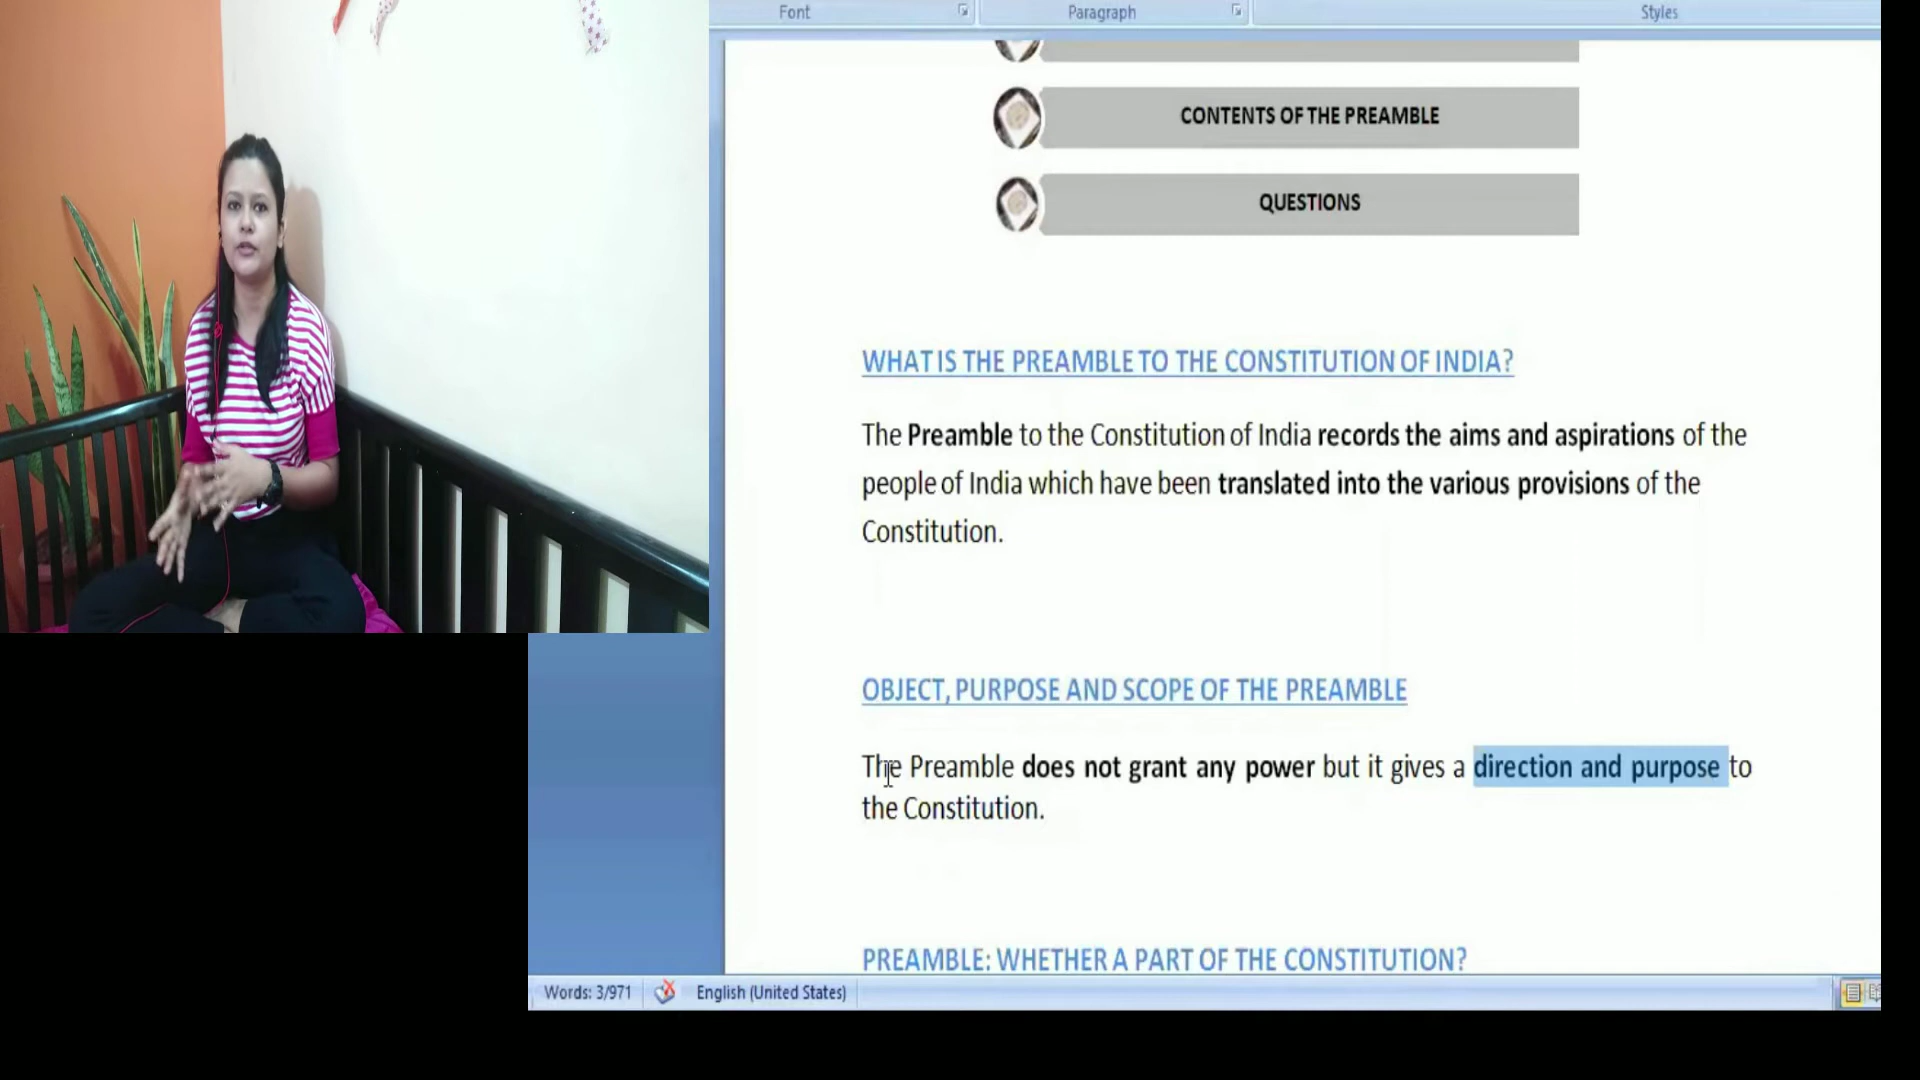 Font
Paragraph
Styles
CONTENTS OF THE PREAMBLE
QUESTIONS
WHAT IS THE PREAMBLE TO THE CONSTITUTION OF INDIA?
The Preamble to the Constitution of India records the aims and aspirations of the
people of India which have been translated into the various provisions of the
Constitution.
OBJECT, PURPOSE AND SCOPE OF THE PREAMBLE
The Preamble does not grant any power but it gives a direction and purpose to
the Constitution.
PREAMBLE: WHETHER A PART OF THE CONSTITUTION?
Words: 3/971
English (United States)